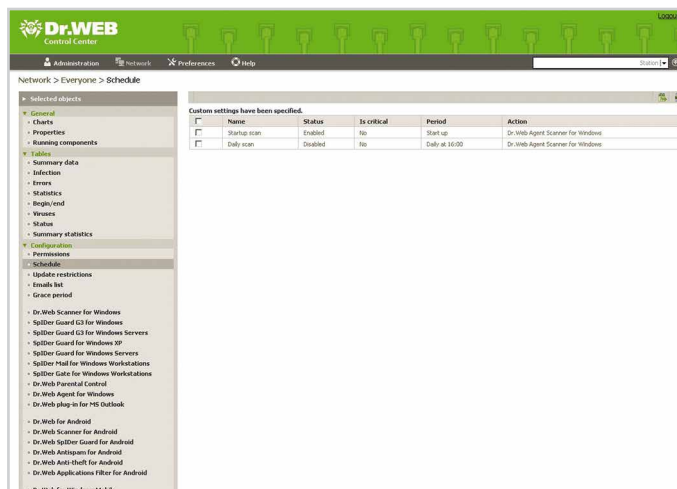 Logout
Dr.WEB
Control Center
Administration Network Preferences Help
Station
Network > Everyone > Schedule
Selected objects
General
Charts
Properties
Running components
Tables
Summary data
Infection
Errors
Statistics
Begin/end
Viruses
Status
Summary statistics
Configuration
Permissions
Schedule
Update restrictions
Emails list
Grace period
Dr.Web Scanner for Windows
SpIDer Guard G3 for Windows
SpIDer Guard G3 for Windows Servers
SpIDer Guard for Windows XP
SpIDer Guard for Windows Servers
SpIDer Mail for Windows Workstations
SpIDer Gate for Windows Workstations
Dr.Web Parental Control
Dr.Web Agent for Windows
Dr.Web plug-in for MS Outlook
Dr.Web for Android
Dr.Web Scanner for Android
Dr.Web SpIDer Guard for Android
Dr.Web Antispam for Android
Dr.Web Anti-theft for Android
Dr.Web Applications Filter for Android
Custom settings have been specified.
Name Status Is critical Period Action
Startup scan Enabled No Start up Dr.Web Agent Scanner for Windows
Daily scan Disabled No Daily at 16:00 Dr.Web Agent Scanner for Windows